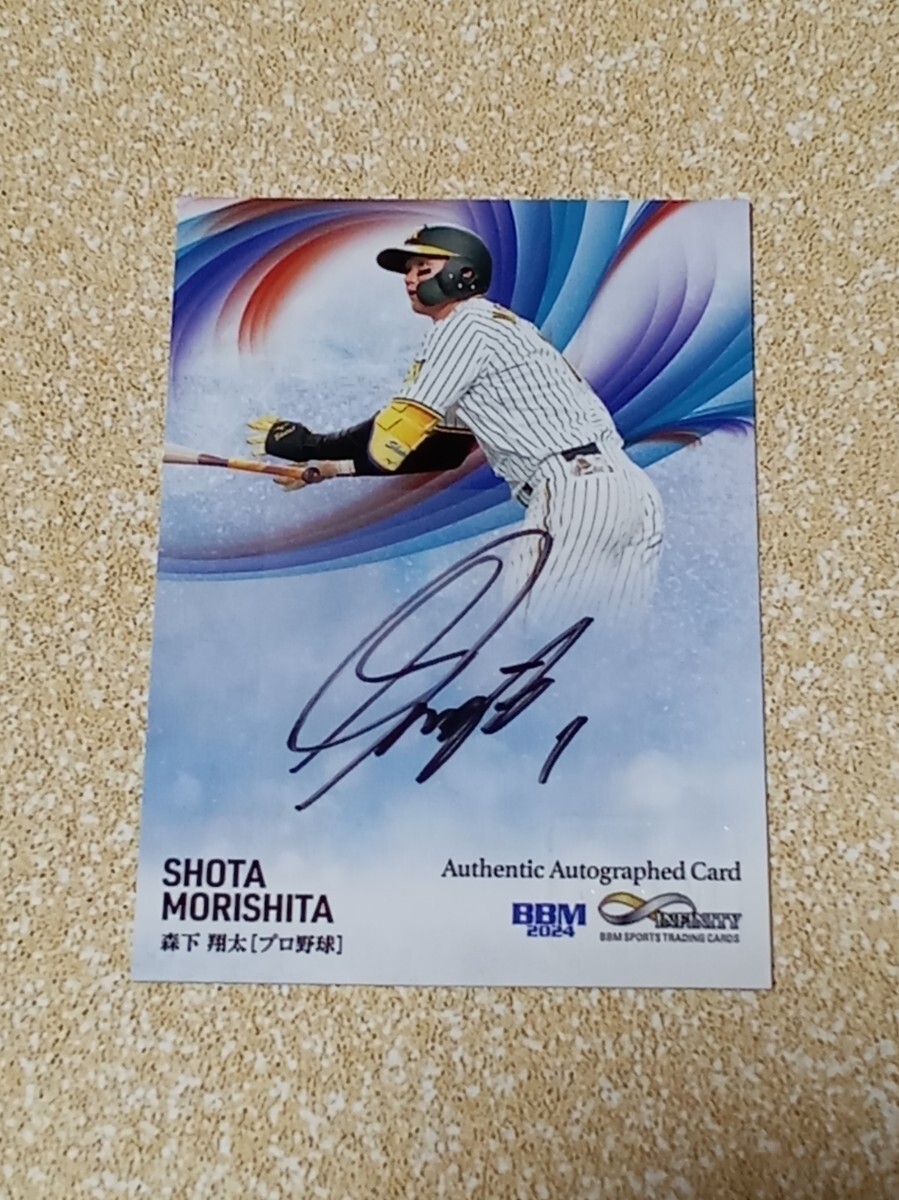 SHOTA
MORISHITA
森下 翔太[プロ野球]
Authentic Autographed Card
BBM
2024
INFINITY
BBM SPORTS TRADING CARDS